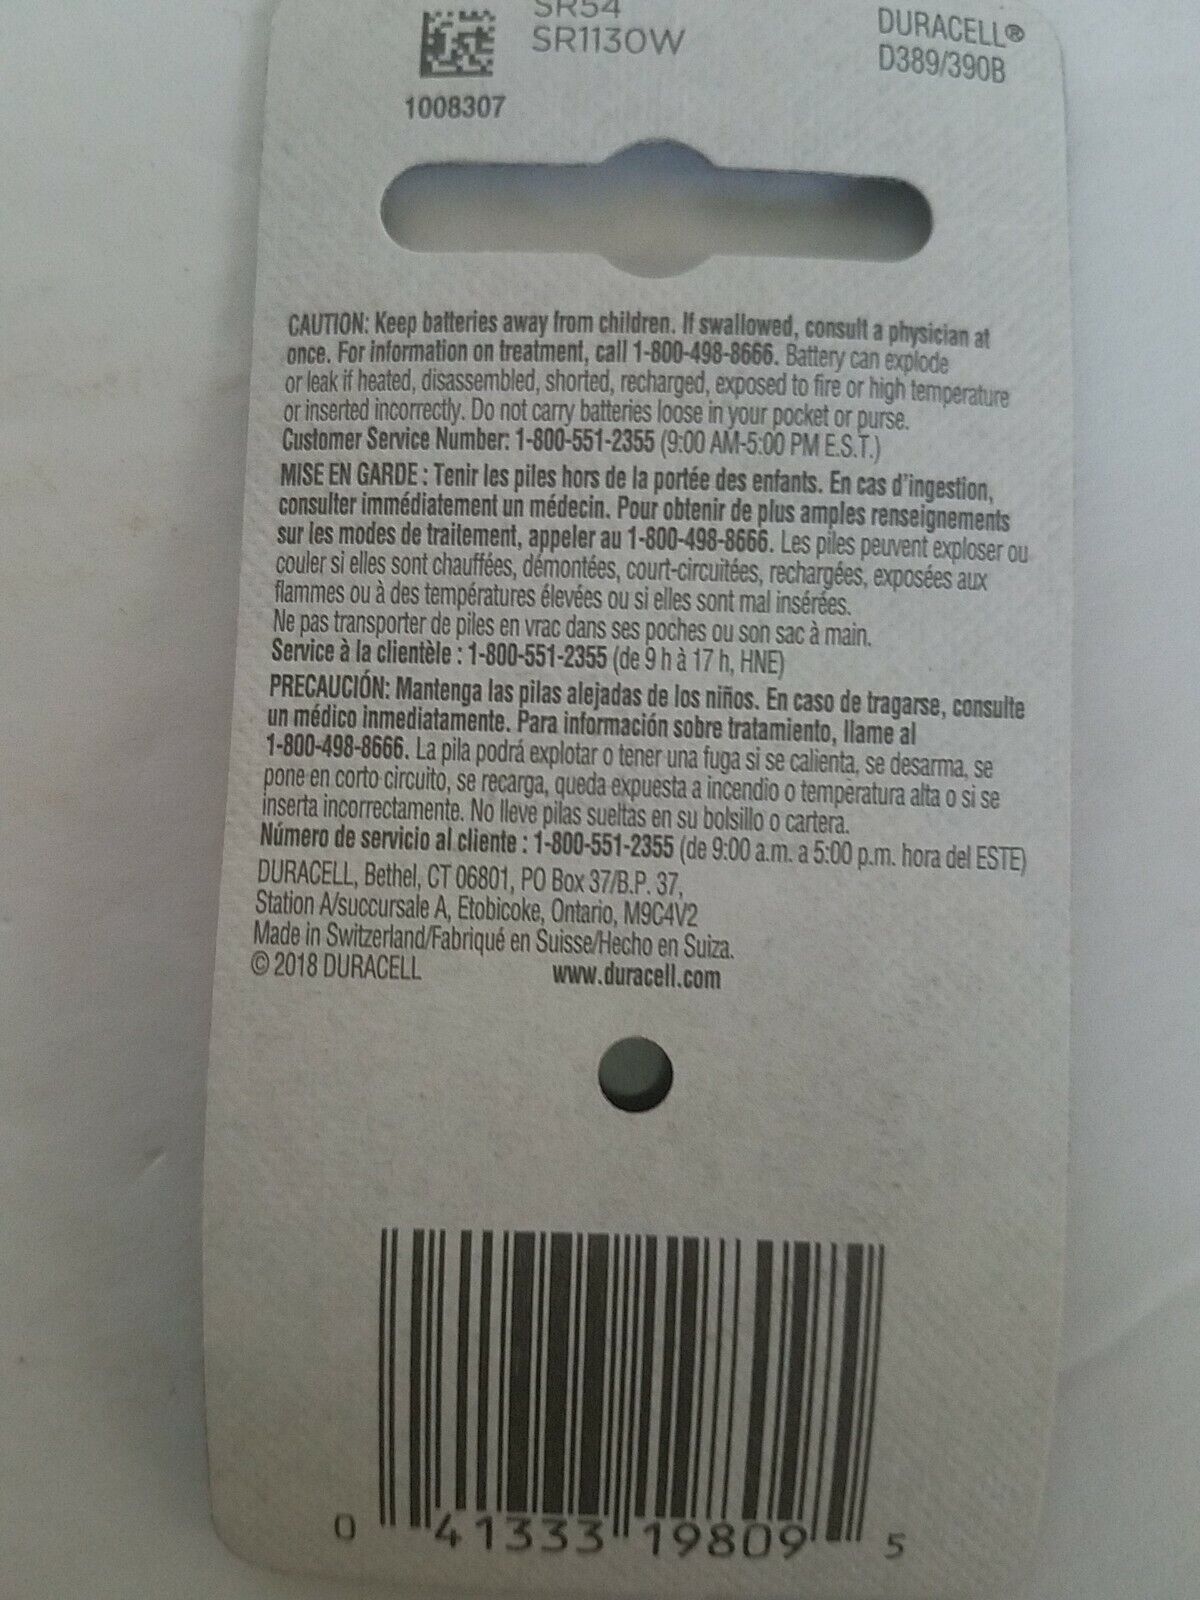 SR54
SR1130W
DURACELL®
D389/390B
1008307
CAUTION: Keep batteries away from children. If swallowed, consult a physician at
once. For information on treatment, call 1-800-498-8666. Battery can explode
or leak if heated, disassembled, shorted, recharged, exposed to fire or high temperature
or inserted incorrectly. Do not carry batteries loose in your pocket or purse.
Customer Service Number: 1-800-551-2355 (9:00 AM-5:00 PM E.S.T.)
MISE EN GARDE : Tenir les piles hors de la portée des enfants. En cas d'ingestion,
consulter immédiatement un médecin. Pour obtenir de plus amples renseignements
sur les modes de traitement, appeler au 1-800-498-8666. Les piles peuvent exploser ou
couler si elles sont chauffées, démontées, court-circuitées, rechargées, exposées aux
flammes ou à des températures élevées ou si elles sont mal insérées.
Ne pas transporter de piles en vrac dans ses poches ou son sac à main.
Service à la clientèle : 1-800-551-2355 (de 9 h à 17 h, HNE)
PRECAUCIÓN: Mantenga las pilas alejadas de los niños. En caso de tragarse, consulte
un médico inmediatamente. Para información sobre tratamiento, llame al
1-800-498-8666. La pila podrá explotar o tener una fuga si se calienta, se desarma, se
pone en corto circuito, se recarga, queda expuesta a incendio o temperatura alta o si se
inserta incorrectamente. No lleve pilas sueltas en su bolsillo o cartera.
Número de servicio al cliente : 1-800-551-2355 (de 9:00 a.m. a 5:00 p.m. hora del ESTE)
DURACELL, Bethel, CT 06801, PO Box 37/B.P. 37,
Station A/succursale A, Etobicoke, Ontario, M9C4V2
Made in Switzerland/Fabriqué en Suisse/Hecho en Suiza.
© 2018 DURACELL www.duracell.com
0 41333 19809 5